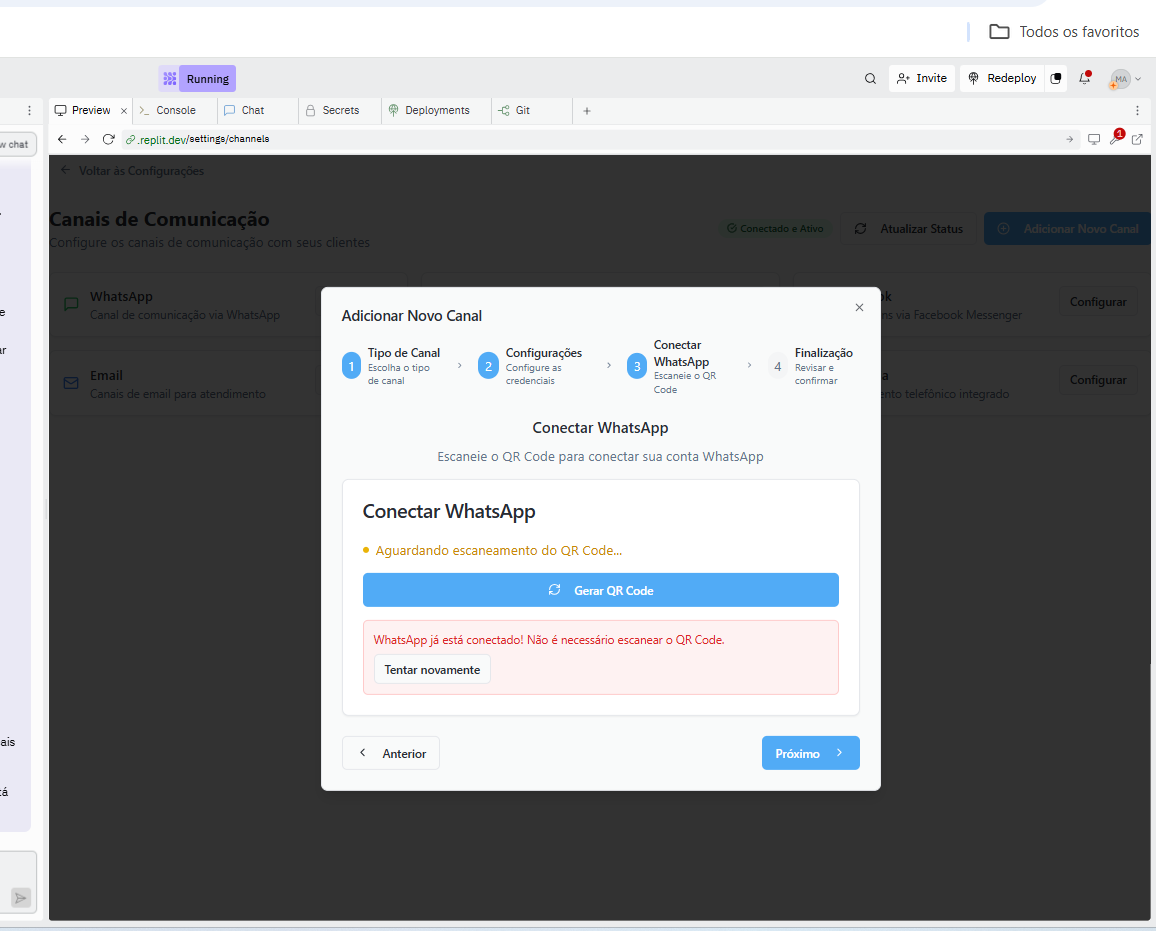 Todos os favoritos
Running
Invite
Redeploy
MA
Preview
Console
Chat
Secrets
Deployments
Git
w chat
.replit.dev/settings/channels
1
Voltar às Configurações
Canais de Comunicação
Configure os canais de comunicação com seus clientes
Conectado e Ativo
Atualizar Status
Adicionar Novo Canal
WhatsApp
Canal de comunicação via WhatsApp
k
ns via Facebook Messenger
Configurar
Email
Canais de email para atendimento
a
ento telefônico integrado
Configurar
e
ar
ais
tá
Adicionar Novo Canal
1
Tipo de Canal
Escolha o tipo
de canal
2
Configurações
Configure as
credenciais
3
Conectar
WhatsApp
Escaneie o QR
Code
4
Finalização
Revisar e
confirmar
Conectar WhatsApp
Escaneie o QR Code para conectar sua conta WhatsApp
Conectar WhatsApp
Aguardando escaneamento do QR Code...
Gerar QR Code
WhatsApp já está conectado! Não é necessário escanear o QR Code.
Tentar novamente
Anterior
Próximo